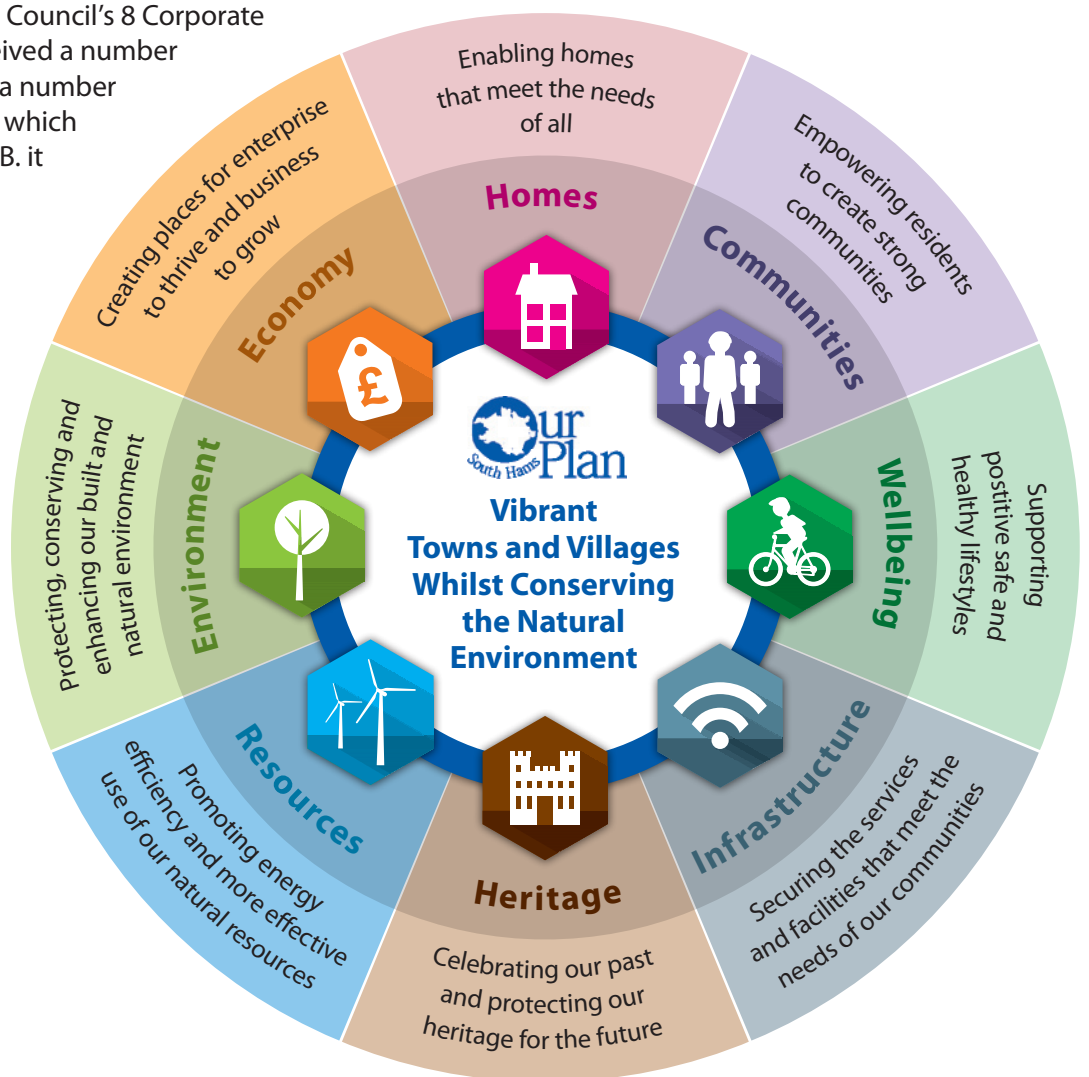 Council's 8 Corporate
eived a number
a number
which
B. it
Enabling homes
that meet the needs
of all
Homes
Empowering residents
to create strong
communities
Communities
Supporting
postitive safe and
healthy lifestyles
Wellbeing
Securing the services
and facilities that meet the
needs of our communities
Infrastructure
Celebrating our past
and protecting our
heritage for the future
Heritage
Promoting energy
efficiency and more effective
use of our natural resources
Resources
Protecting, conserving and
enhancing our built and
natural environment
Environment
Creating places for enterprise
to thrive and business
to grow
Economy
£
Our
South Hams Plan
Vibrant
Towns and Villages
Whilst Conserving
the Natural
Environment